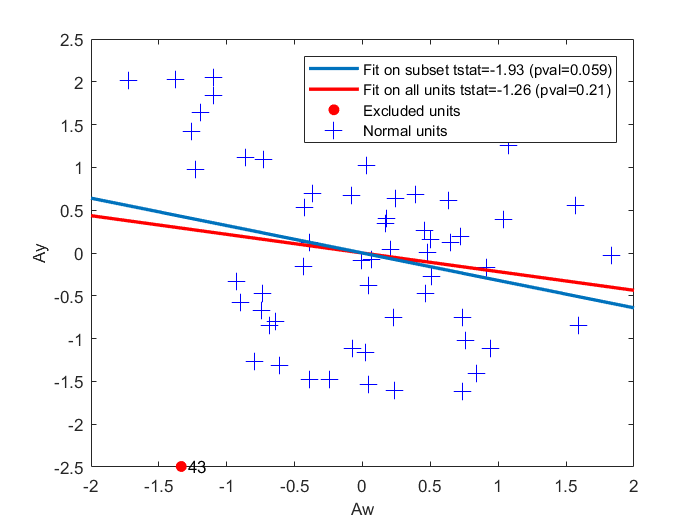 2.5
2
1.5
1
0.5
0
-0.5
-1
-1.5
-2
-2.5
Ay
Fit on subset tstat=-1.93 (pval=0.059)
Fit on all units tstat=-1.26 (pval=0.21)
Excluded units
Normal units
43
-2 -1.5 -1 -0.5 0 0.5 1 1.5 2
Aw